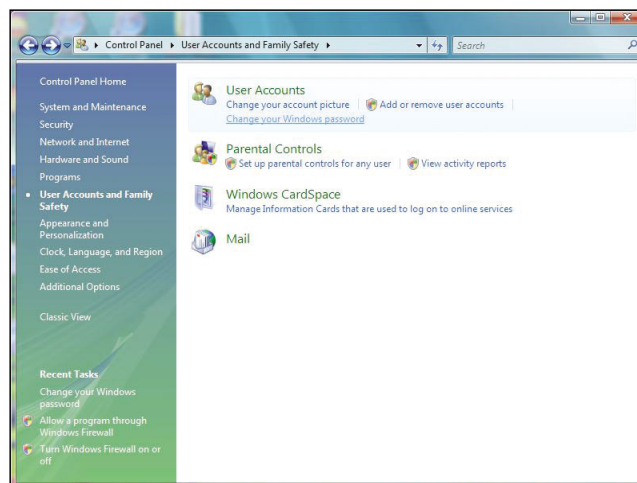 Control Panel ▸ User Accounts and Family Safety ▸
Search
Control Panel Home
System and Maintenance
Security
Network and Internet
Hardware and Sound
Programs
User Accounts and Family
Safety
Appearance and
Personalization
Clock, Language, and Region
Ease of Access
Additional Options
Classic View
Recent Tasks
Change your Windows
password
Allow a program through
Windows Firewall
Turn Windows Firewall on or
off
User Accounts
Change your account picture | Add or remove user accounts |
Change your Windows password
Parental Controls
Set up parental controls for any user | View activity reports
Windows CardSpace
Manage Information Cards that are used to log on to online services
Mail